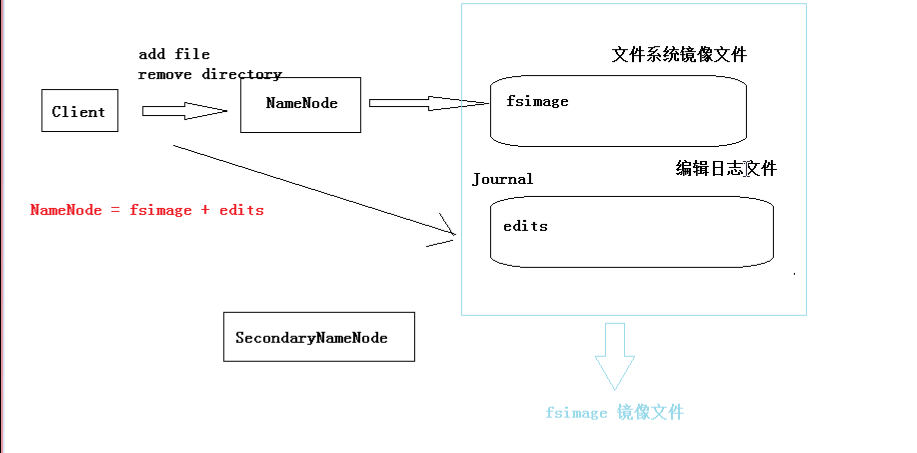 add file
remove directory
文件系统镜像文件
Client
NameNode
fsimage
编辑日志文件
Journal
NameNode = fsimage + edits
edits
SecondaryNameNode
fsimage 镜像文件